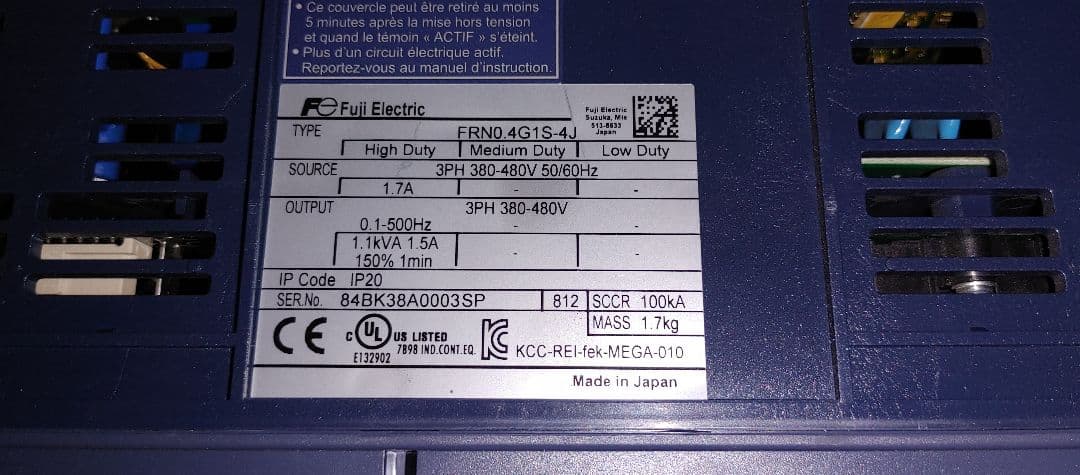 • Ce couvercle peut être retiré au moins
5 minutes après la mise hors tension
et quand le témoin « ACTIF » s'éteint.
• Plus d'un circuit électrique actif.
Reportez-vous au manuel d'instruction.
Fe Fuji Electric
Fuji Electric
Suzuka, Mie
513-8633
Japan
TYPE FRN0.4G1S-4J
High Duty Medium Duty Low Duty
SOURCE 3PH 380-480V 50/60Hz
1.7A - -
OUTPUT 3PH 380-480V
0.1-500Hz - -
1.1kVA 1.5A
150% 1min - -
IP Code IP20
SER.No. 84BK38A0003SP 812 SCCR 100kA
MASS 1.7kg
CE C UL US LISTED
7898 IND.CONT.EQ.
E132902
KC KCC-REI-fek-MEGA-010
Made in Japan